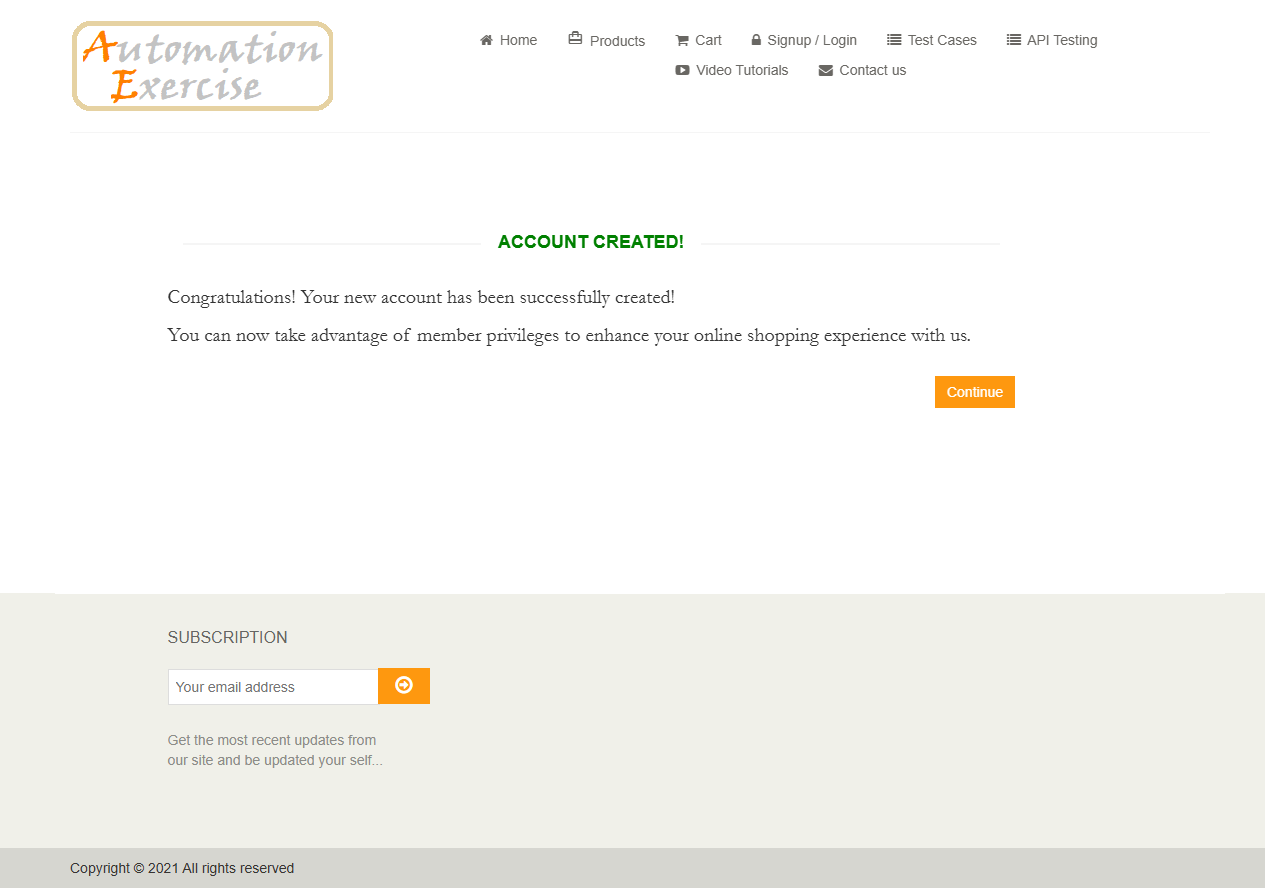 Automation
Exercise
Home
Products
Cart
Signup / Login
Test Cases
API Testing
Video Tutorials
Contact us
ACCOUNT CREATED!
Congratulations! Your new account has been successfully created!
You can now take advantage of member privileges to enhance your online shopping experience with us.
Continue
SUBSCRIPTION
Your email address
Get the most recent updates from
our site and be updated your self...
Copyright © 2021 All rights reserved